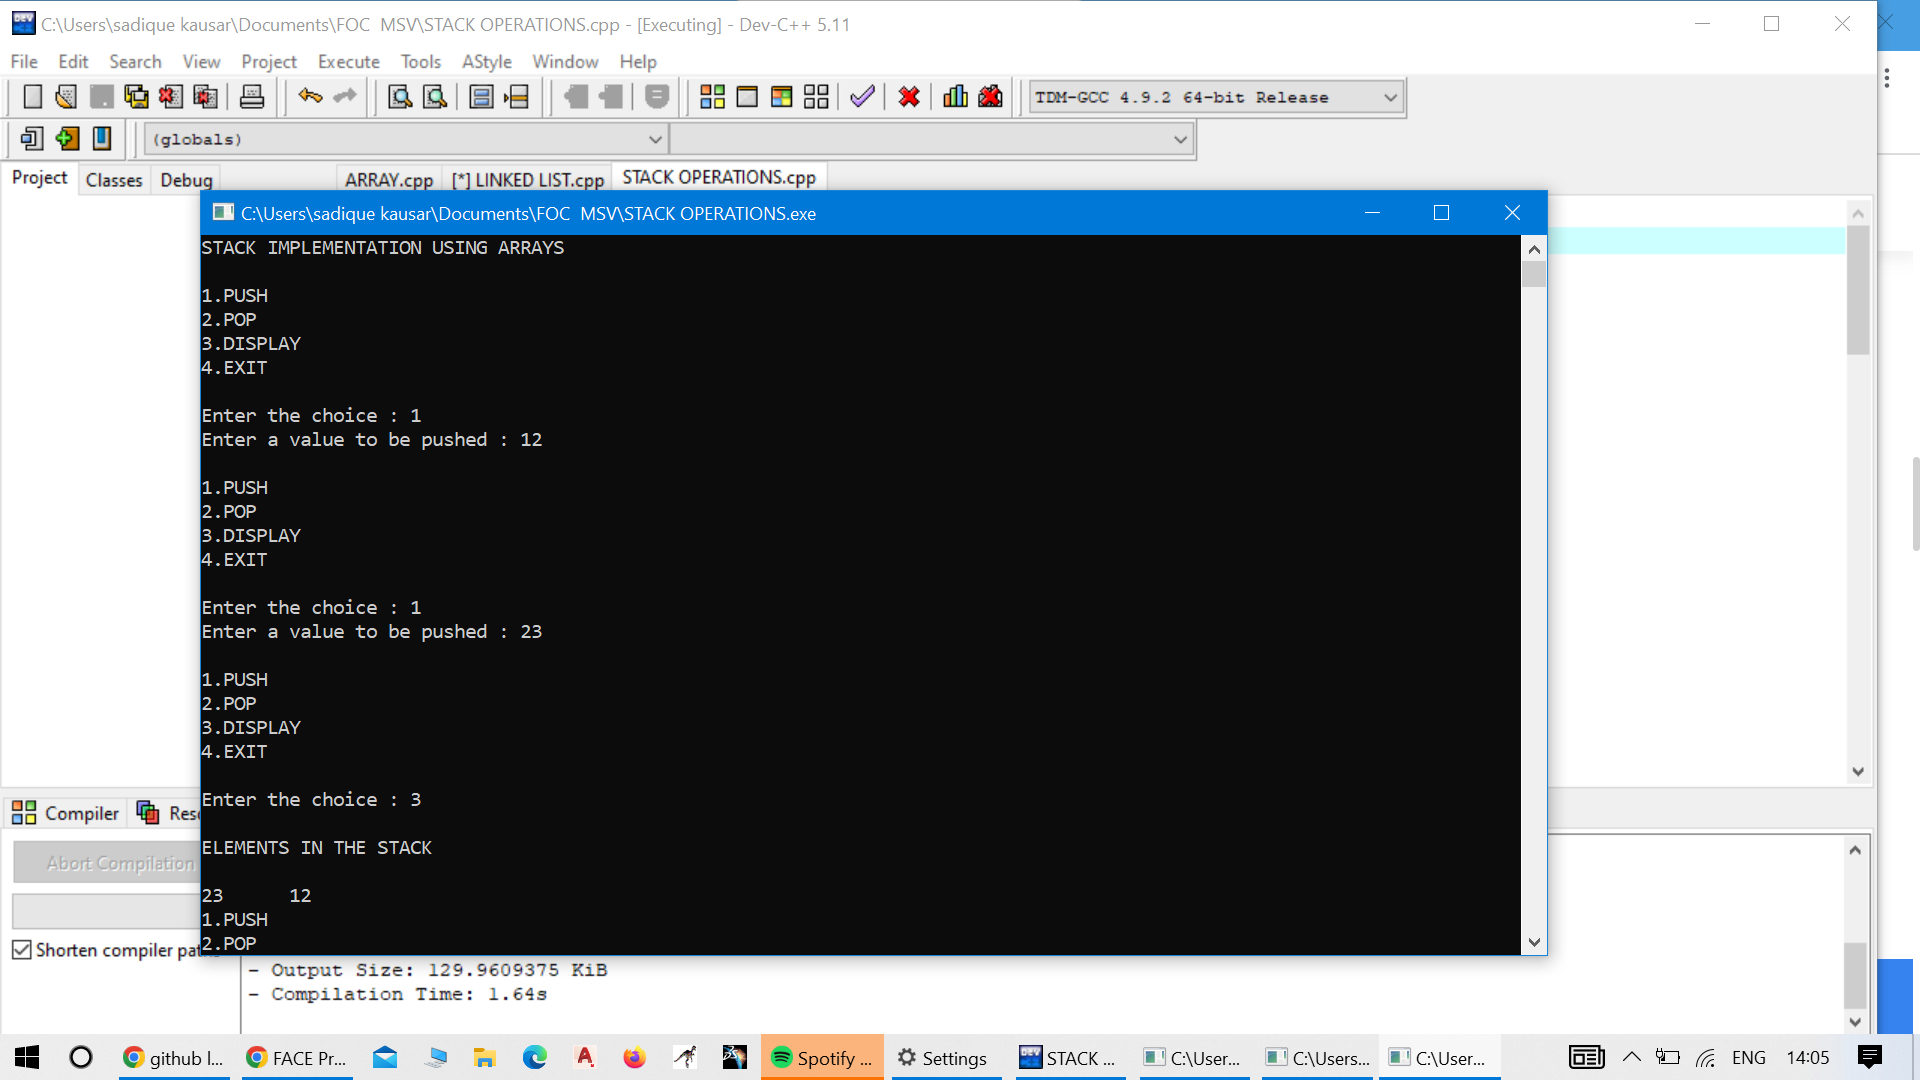 C:\Users\sadique kausar\Documents\FOC  MSV\STACK OPERATIONS.cpp - [Executing] - Dev-C++ 5.11
File Edit Search View Project Execute Tools AStyle Window Help
TDM-GCC 4.9.2 64-bit Release
(globals)
Project Classes Debug ARRAY.cpp [*] LINKED LIST.cpp STACK OPERATIONS.cpp
C:\Users\sadique kausar\Documents\FOC  MSV\STACK OPERATIONS.exe
STACK IMPLEMENTATION USING ARRAYS
1.PUSH
2.POP
3.DISPLAY
4.EXIT
Enter the choice : 1
Enter a value to be pushed : 12
1.PUSH
2.POP
3.DISPLAY
4.EXIT
Enter the choice : 1
Enter a value to be pushed : 23
1.PUSH
2.POP
3.DISPLAY
4.EXIT
Enter the choice : 3
ELEMENTS IN THE STACK
23      12
1.PUSH
2.POP
Compiler
Abort Compilation
Shorten compiler
- Output Size: 129.9609375 KiB
- Compilation Time: 1.64s
github l... FACE Pr... Spotify ... Settings STACK ... C:\User... C:\Users... C:\User... ENG 14:05